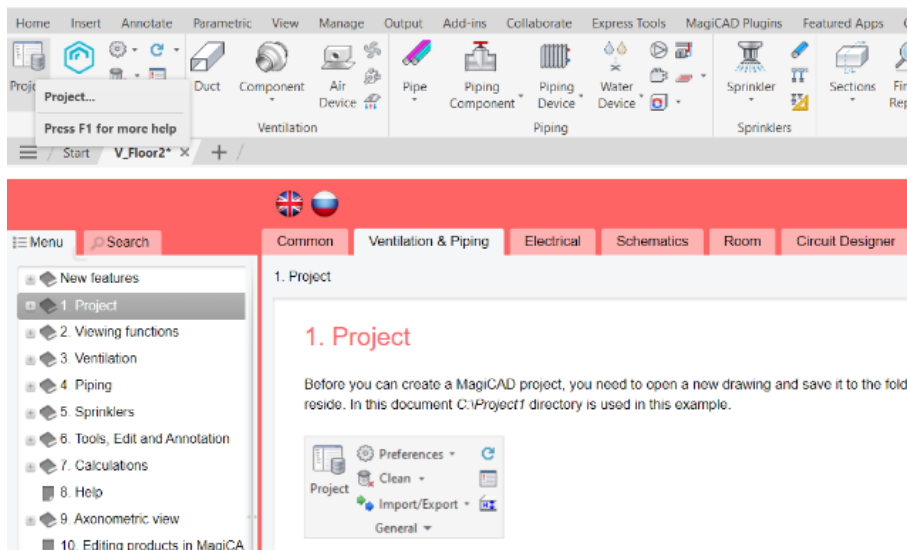 Home Insert Annotate Parametric View Manage Output Add-ins Collaborate Express Tools MagiCAD Plugins Featured Apps
Duct Component Air Device Pipe Piping Component Piping Device Water Device Sprinkler Sections
Project...
Press F1 for more help
Ventilation Piping Sprinklers
Start V_Floor2*
Menu Search Common Ventilation & Piping Electrical Schematics Room Circuit Designer
New features
1. Project
2. Viewing functions
3. Ventilation
4. Piping
5. Sprinklers
6. Tools, Edit and Annotation
7. Calculations
8. Help
9. Axonometric view
10. Editing products in MagiCA
1. Project
1. Project
Before you can create a MagiCAD project, you need to open a new drawing and save it to the fold
reside. In this document C:\Project1 directory is used in this example.
Project
Preferences
Clean
Import/Export
General